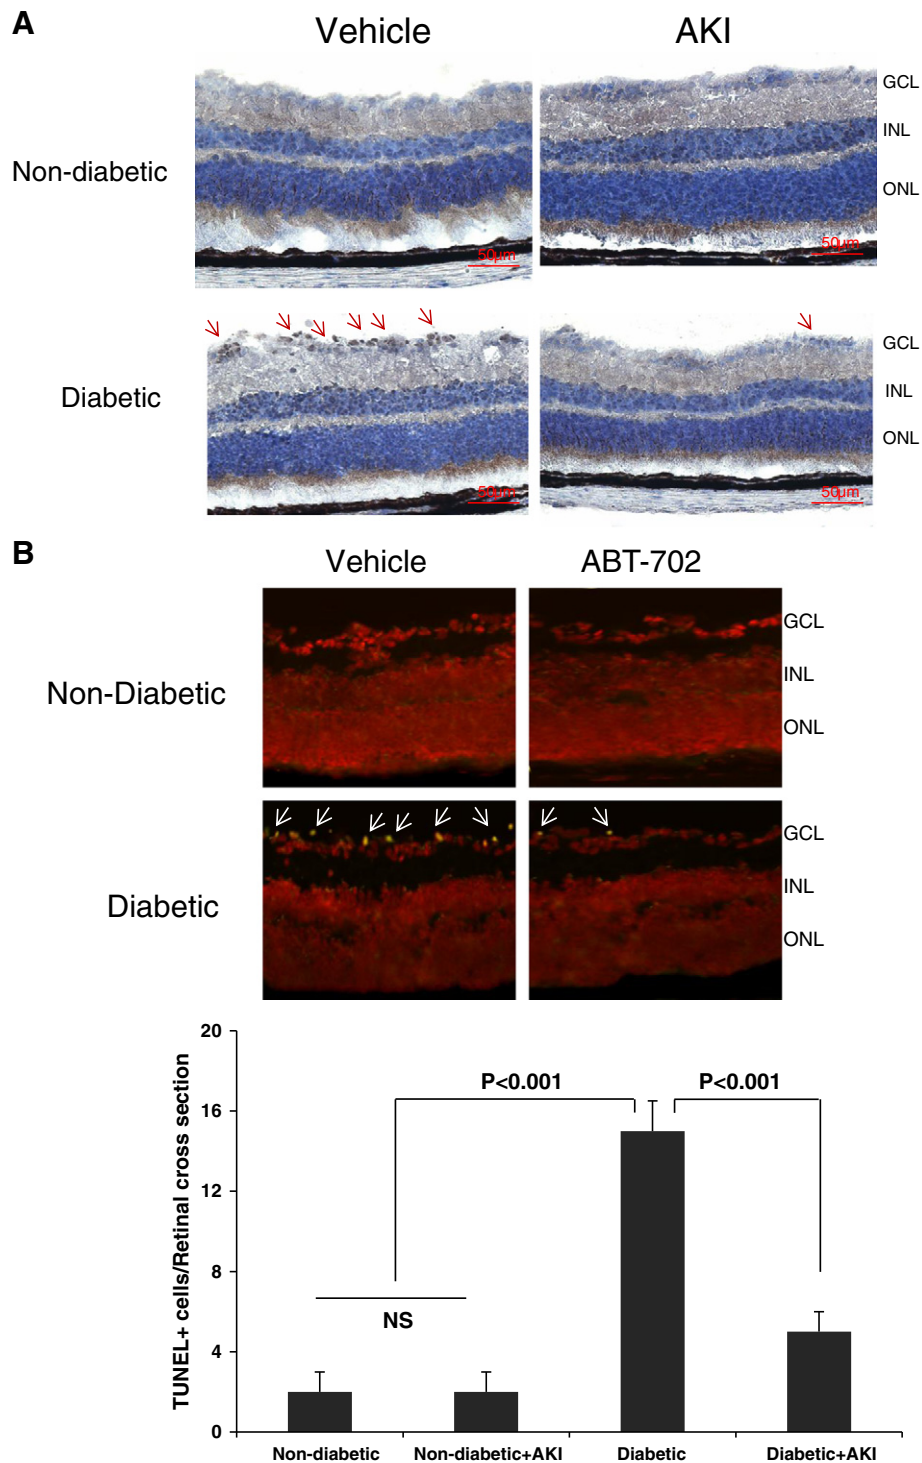 A
Vehicle AKI
GCL
INL
Non-diabetic
ONL
50µm 50µm
GCL
INL
Diabetic
ONL
50µm 50µm
B
Vehicle ABT-702
GCL
INL
Non-Diabetic
ONL
GCL
INL
Diabetic
ONL
TUNEL+ cells/Retinal cross section
20
16
12
8
4
0
P<0.001 P<0.001
NS
Non-diabetic Non-diabetic+AKI Diabetic Diabetic+AKI